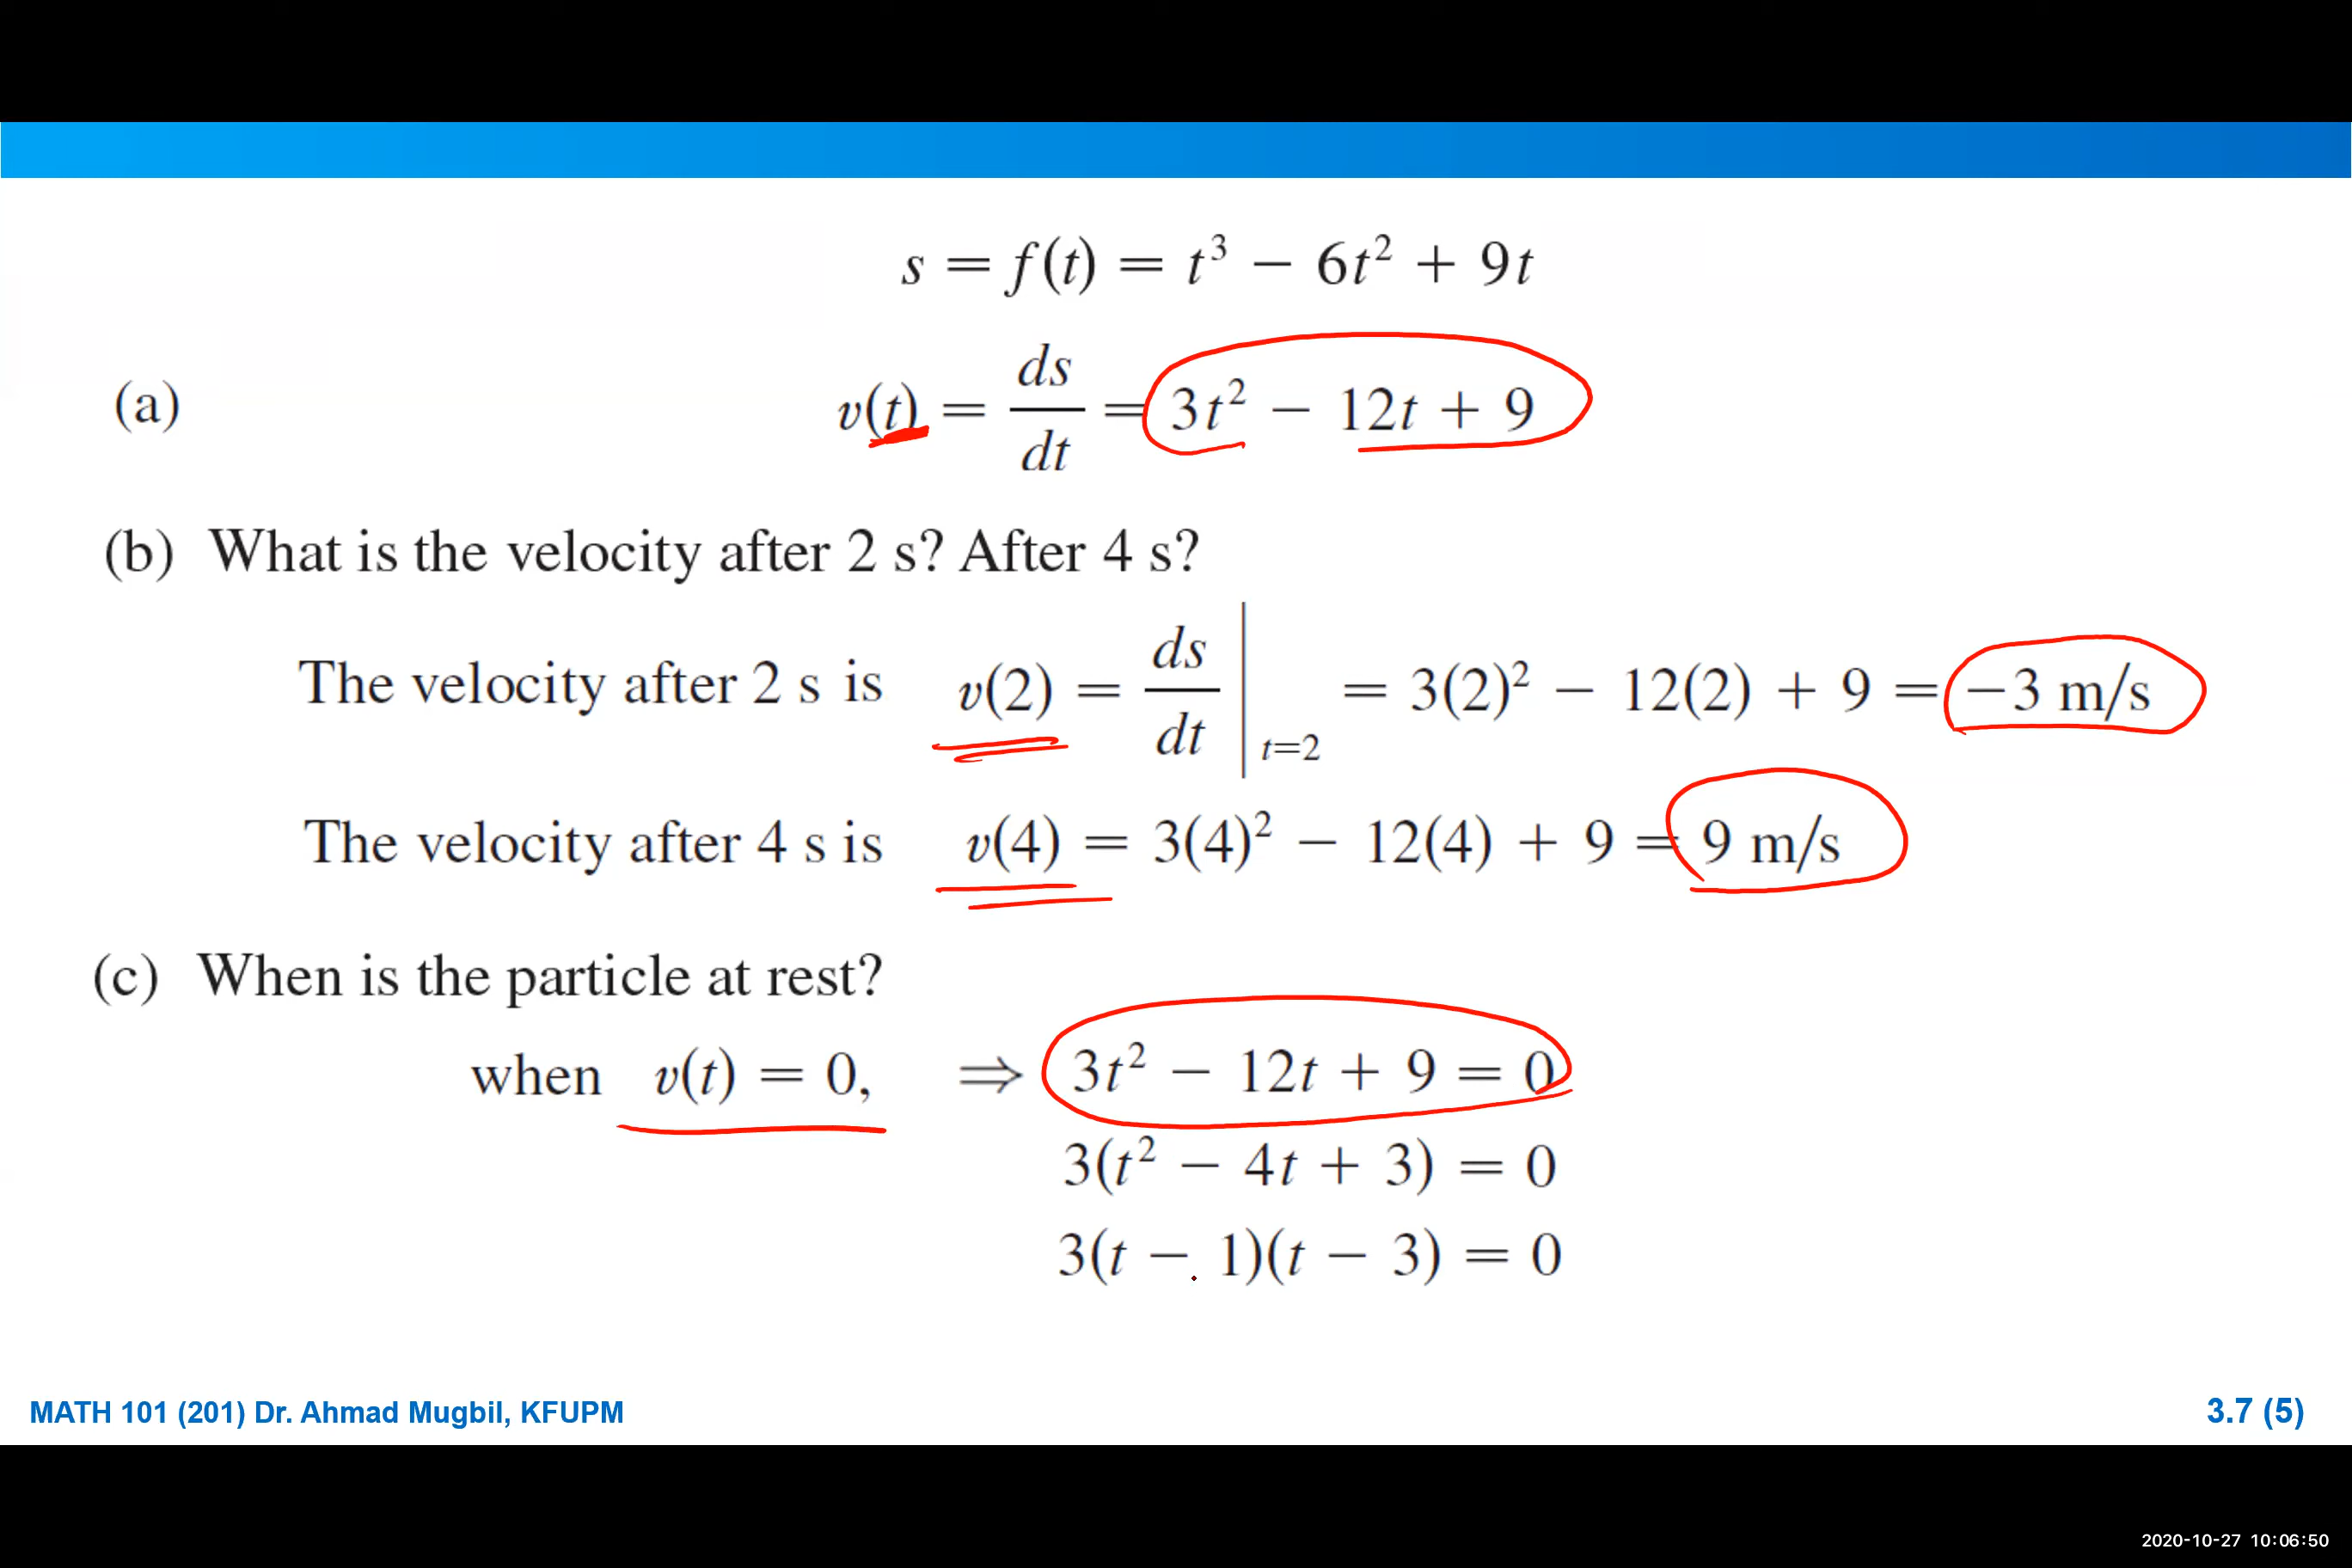 s = f(t) = t³ − 6t² + 9t
(a) v(t) = ds/dt = 3t² − 12t + 9
(b) What is the velocity after 2 s? After 4 s?
The velocity after 2 s is v(2) = ds/dt |t=2 = 3(2)² − 12(2) + 9 = −3 m/s
The velocity after 4 s is v(4) = 3(4)² − 12(4) + 9 = 9 m/s
(c) When is the particle at rest?
when v(t) = 0, ⇒ 3t² − 12t + 9 = 0
3(t² − 4t + 3) = 0
3(t − 1)(t − 3) = 0
MATH 101 (201) Dr. Ahmad Mugbil, KFUPM 3.7 (5)
2020-10-27 10:06:50